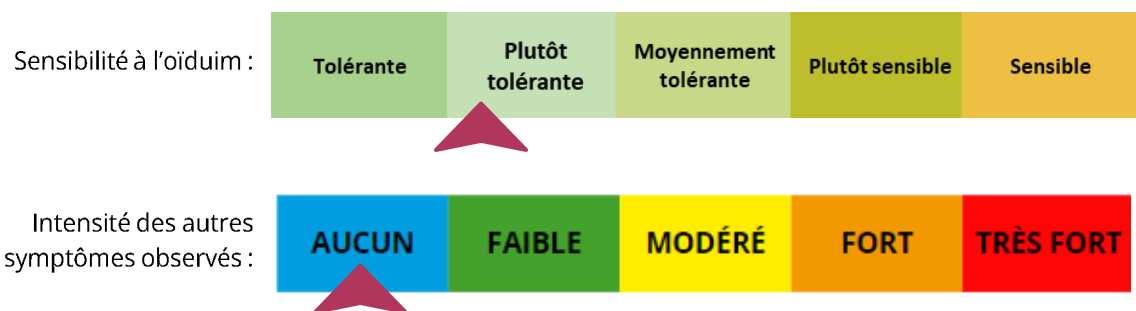 Sensibilité à l'oïduim :
Tolérante
Plutôt
tolérante
Moyennement
tolérante
Plutôt sensible
Sensible
Intensité des autres
symptômes observés :
AUCUN
FAIBLE
MODÉRÉ
FORT
TRÈS FORT